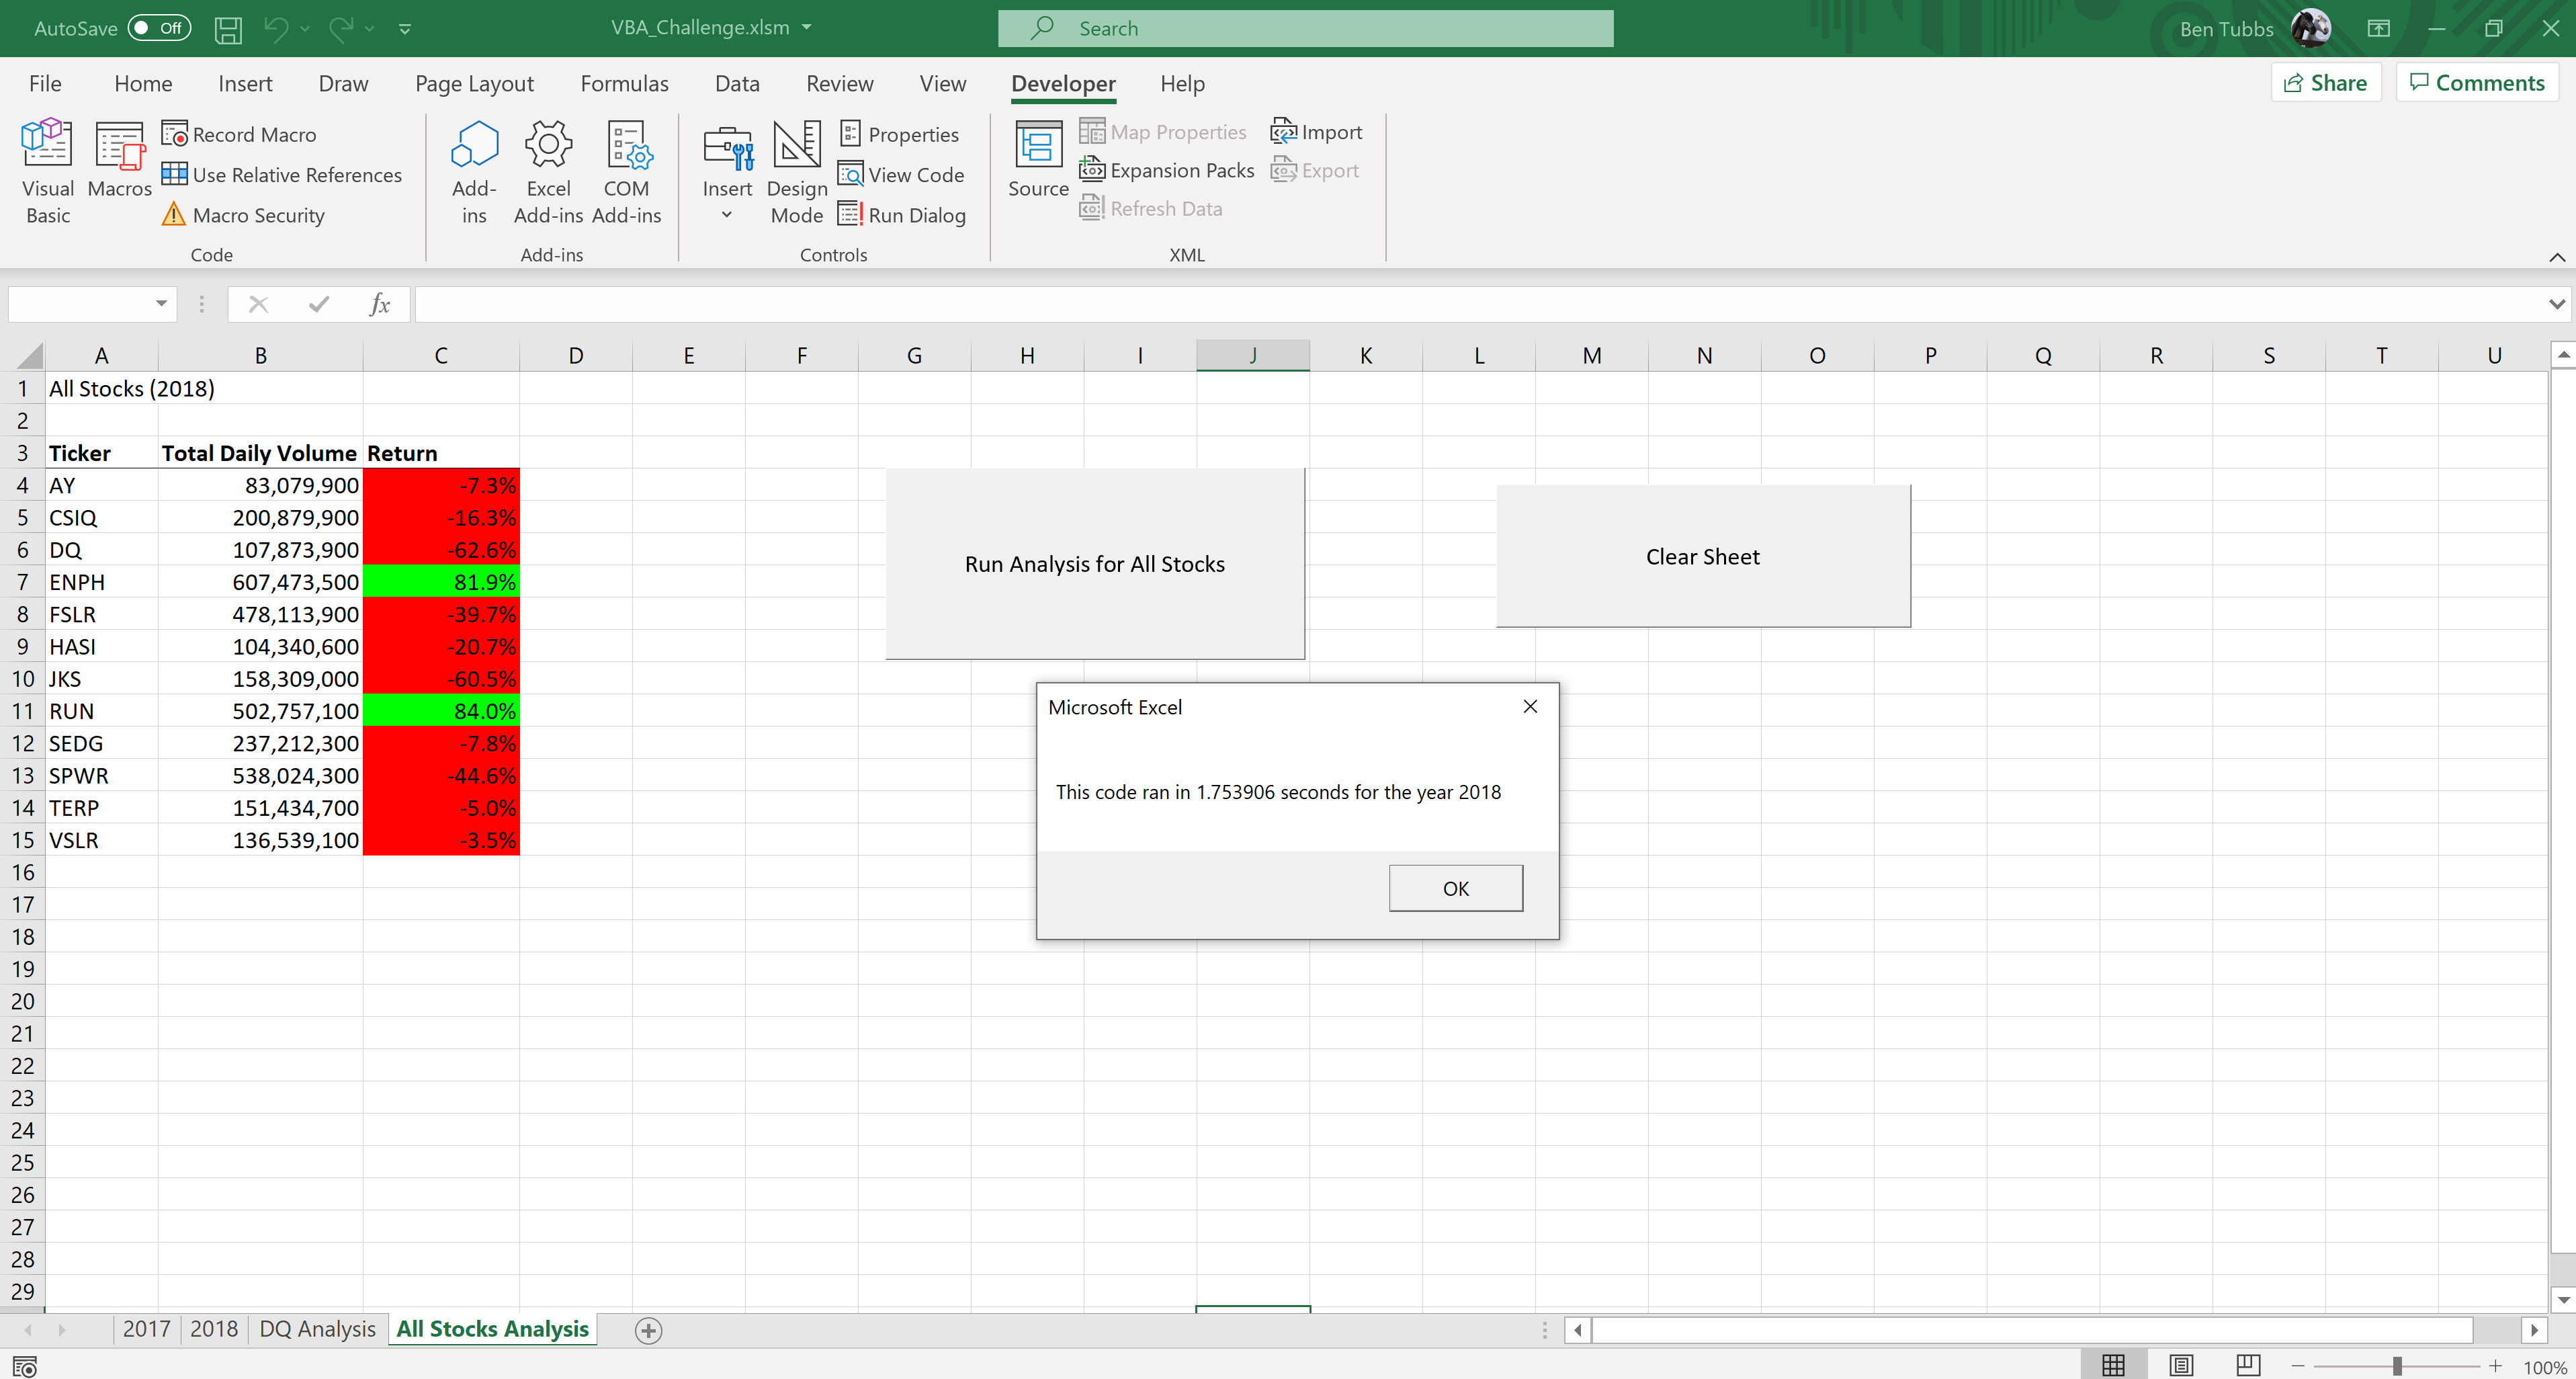 AutoSave Off VBA_Challenge.xlsm Search Ben Tubbs
File Home Insert Draw Page Layout Formulas Data Review View Developer Help Share Comments
Visual Basic
Macros
Record Macro
Use Relative References
Macro Security
Code
Add-ins
Excel Add-ins
COM Add-ins
Add-ins
Insert
Design Mode
Properties
View Code
Run Dialog
Controls
Source
Map Properties
Expansion Packs
Refresh Data
Import
Export
XML
fx
A B C D E F G H I J K L M N O P Q R S T U
1 All Stocks (2018)
2
3 Ticker Total Daily Volume Return
4 AY 83,079,900 -7.3%
5 CSIQ 200,879,900 -16.3%
6 DQ 107,873,900 -62.6%
7 ENPH 607,473,500 81.9%
8 FSLR 478,113,900 -39.7%
9 HASI 104,340,600 -20.7%
10 JKS 158,309,000 -60.5%
11 RUN 502,757,100 84.0%
12 SEDG 237,212,300 -7.8%
13 SPWR 538,024,300 -44.6%
14 TERP 151,434,700 -5.0%
15 VSLR 136,539,100 -3.5%
16
17
18
19
20
21
22
23
24
25
26
27
28
29
Run Analysis for All Stocks
Clear Sheet
Microsoft Excel
This code ran in 1.753906 seconds for the year 2018
OK
2017 2018 DQ Analysis All Stocks Analysis
100%